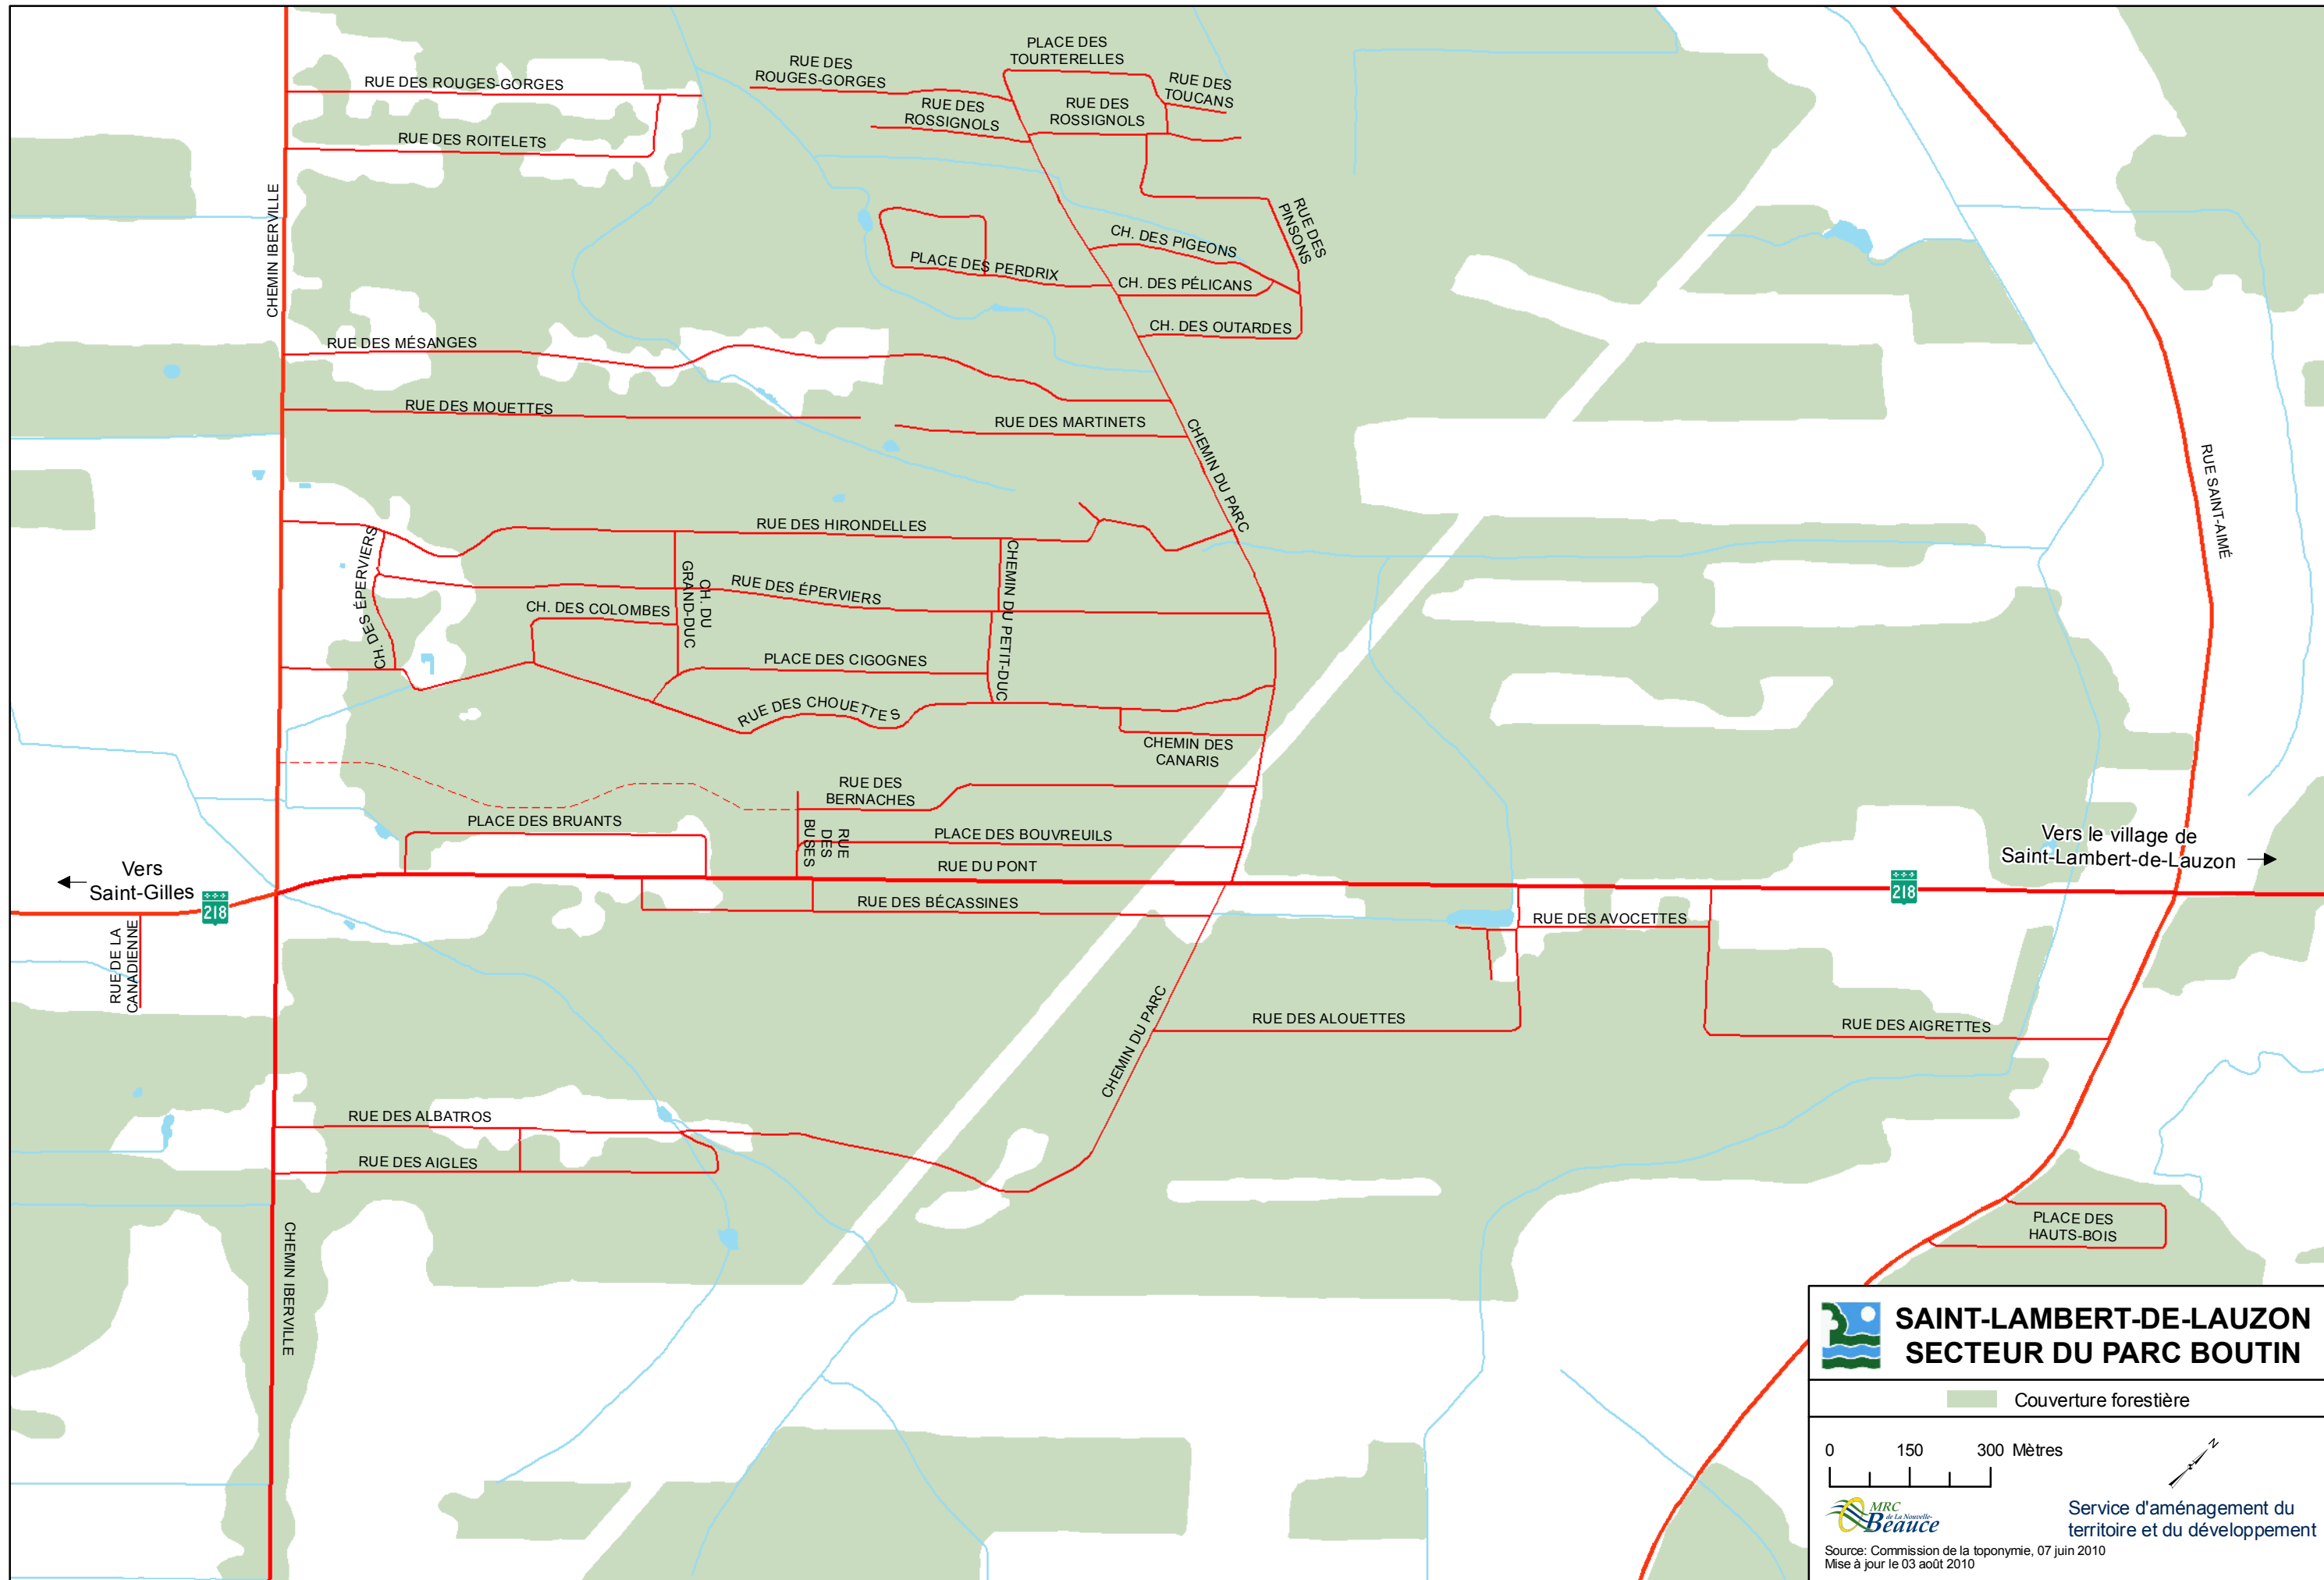 PLACE DES
TOURTERELLES
RUE DES
ROUGES-GORGES
RUE DES
TOUCANS
RUE DES ROUGES-GORGES
RUE DES
ROSSIGNOLS
RUE DES
ROSSIGNOLS
RUE DES ROITELETS
CHEMIN IBERVILLE
RUE DES
PINSONS
CH. DES PIGEONS
PLACE DES PERDRIX
CH. DES PÉLICANS
CH. DES OUTARDES
RUE DES MÉSANGES
RUE DES MOUETTES
RUE DES MARTINETS
CHEMIN DU PARC
RUE SAINT-AIMÉ
RUE DES HIRONDELLES
CH. DES ÉPERVIERS
CH. DU
GRAND-DUC
RUE DES ÉPERVIERS
CHEMIN DU PETIT-DUC
CH. DES COLOMBES
PLACE DES CIGOGNES
RUE DES CHOUETTES
CHEMIN DES
CANARIS
RUE DES
BERNACHES
PLACE DES BRUANTS
RUE
DES
BUSES
PLACE DES BOUVREUILS
RUE DU PONT
Vers le village de
Saint-Lambert-de-Lauzon
Vers
Saint-Gilles
218
218
RUE DES BÉCASSINES
RUE DES AVOCETTES
RUE DE LA
CANADIENNE
CHEMIN DU PARC
RUE DES ALOUETTES
RUE DES AIGRETTES
RUE DES ALBATROS
RUE DES AIGLES
CHEMIN IBERVILLE
PLACE DES
HAUTS-BOIS
SAINT-LAMBERT-DE-LAUZON
SECTEUR DU PARC BOUTIN
Couverture forestière
0 150 300 Mètres
N
MRC
de La Nouvelle-
Beauce
Service d'aménagement du
territoire et du développement
Source: Commission de la toponymie, 07 juin 2010
Mise à jour le 03 août 2010